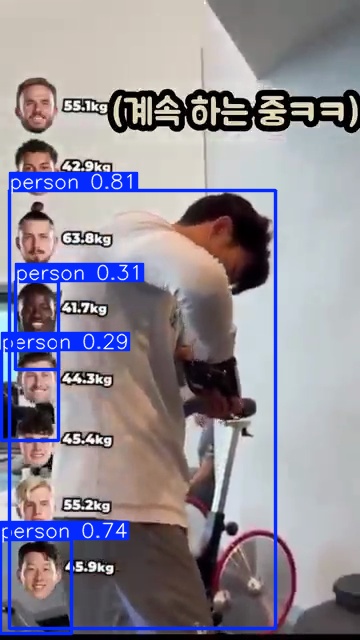 55.1kg
(계속 하는 중ㅋㅋ)
42.9kg
person 0.81
63.8kg
person 0.31
41.7kg
person 0.29
44.3kg
45.4kg
55.2kg
person 0.74
45.9kg